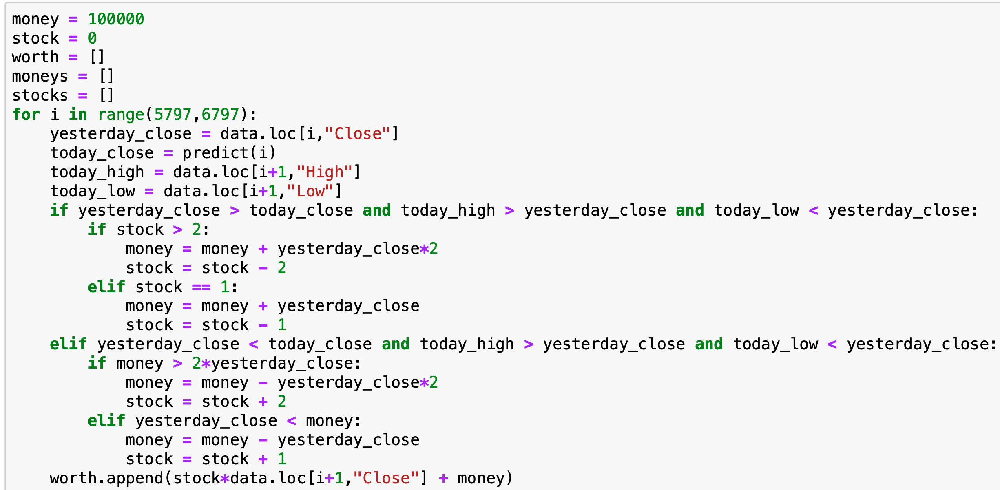 money = 100000
stock = 0
worth = []
moneys = []
stocks = []
for i in range(5797,6797):
    yesterday_close = data.loc[i,"Close"]
    today_close = predict(i)
    today_high = data.loc[i+1,"High"]
    today_low = data.loc[i+1,"Low"]
    if yesterday_close > today_close and today_high > yesterday_close and today_low < yesterday_close:
        if stock > 2:
            money = money + yesterday_close*2
            stock = stock - 2
        elif stock == 1:
            money = money + yesterday_close
            stock = stock - 1
    elif yesterday_close < today_close and today_high > yesterday_close and today_low < yesterday_close:
        if money > 2*yesterday_close:
            money = money - yesterday_close*2
            stock = stock + 2
        elif yesterday_close < money:
            money = money - yesterday_close
            stock = stock + 1
    worth.append(stock*data.loc[i+1,"Close"] + money)